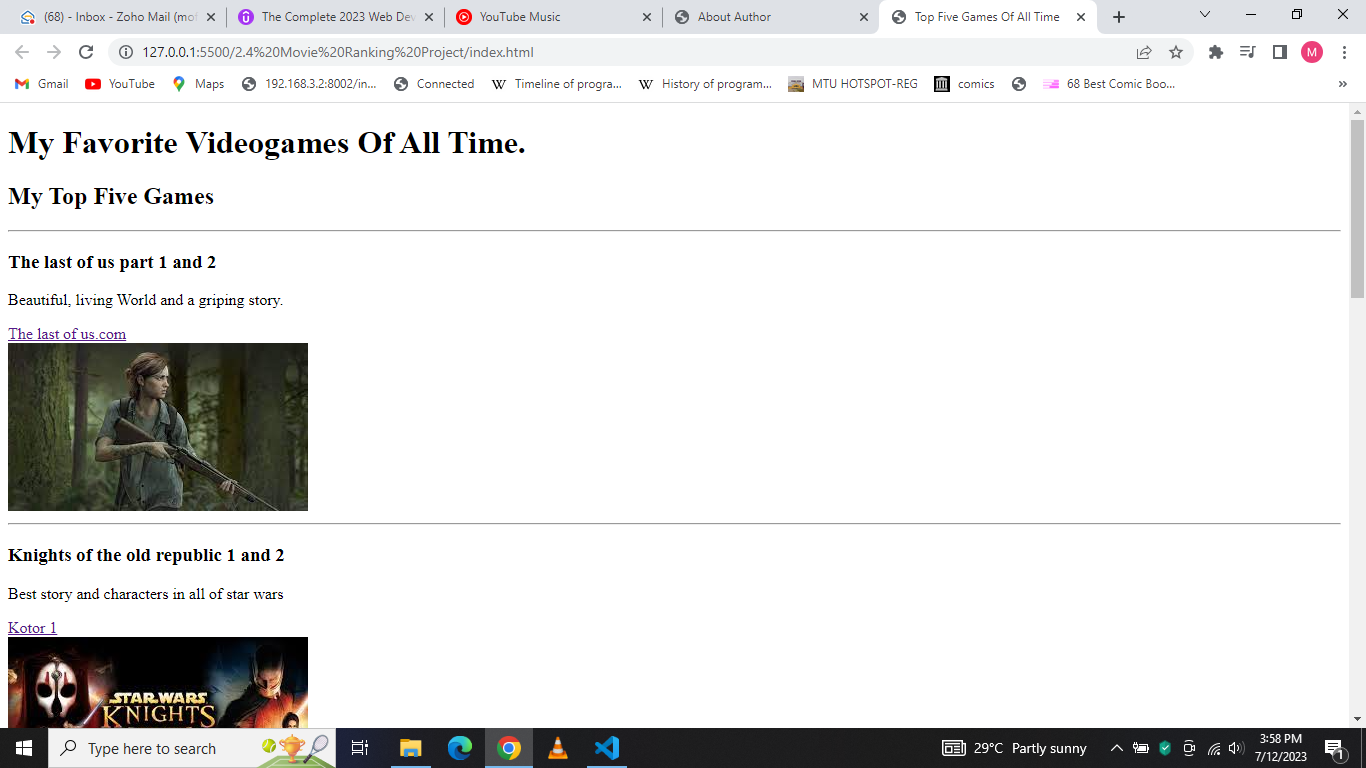 (68) - Inbox - Zoho Mail (mof
The Complete 2023 Web Dev
YouTube Music
About Author
Top Five Games Of All Time
127.0.0.1:5500/2.4%20Movie%20Ranking%20Project/index.html
M
Gmail
YouTube
Maps
192.168.3.2:8002/in...
Connected
W
Timeline of progra...
W
History of program...
MTU HOTSPOT-REG
comics
68 Best Comic Boo...
»
My Favorite Videogames Of All Time.
My Top Five Games
The last of us part 1 and 2
Beautiful, living World and a griping story.
The last of us.com
Knights of the old republic 1 and 2
Best story and characters in all of star wars
Kotor 1
STAR WARS
KNIGHTS
Type here to search
29°C Partly sunny
3:58 PM
7/12/2023
1